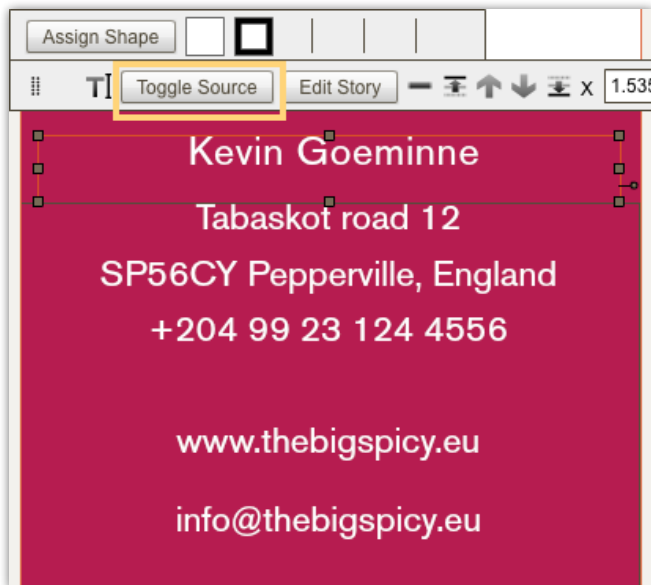 Assign Shape
T Toggle Source Edit Story X 1.535
Kevin Goeminne
Tabaskot road 12
SP56CY Pepperville, England
+204 99 23 124 4556
www.thebigspicy.eu
info@thebigspicy.eu